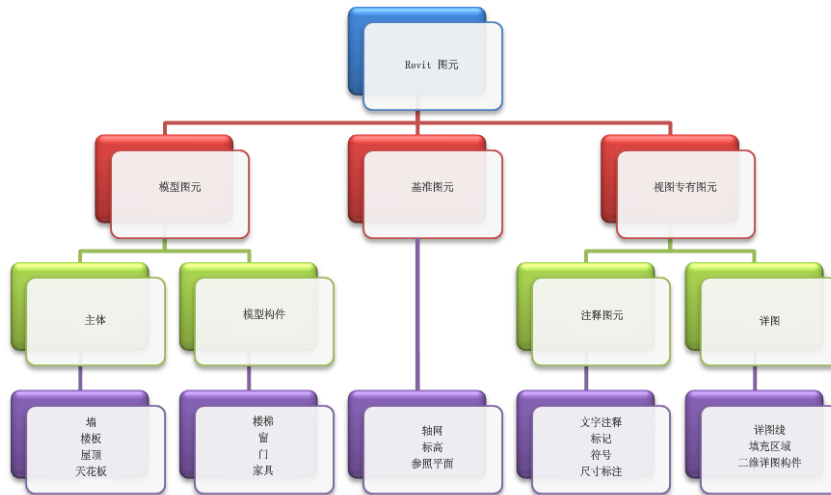 Revit 图元
模型图元
基准图元
视图专有图元
主体
模型构件
注释图元
详图
墙
楼板
屋顶
天花板
楼梯
窗
门
家具
轴网
标高
参照平面
文字注释
标记
符号
尺寸标注
详图线
填充区域
二维详图构件